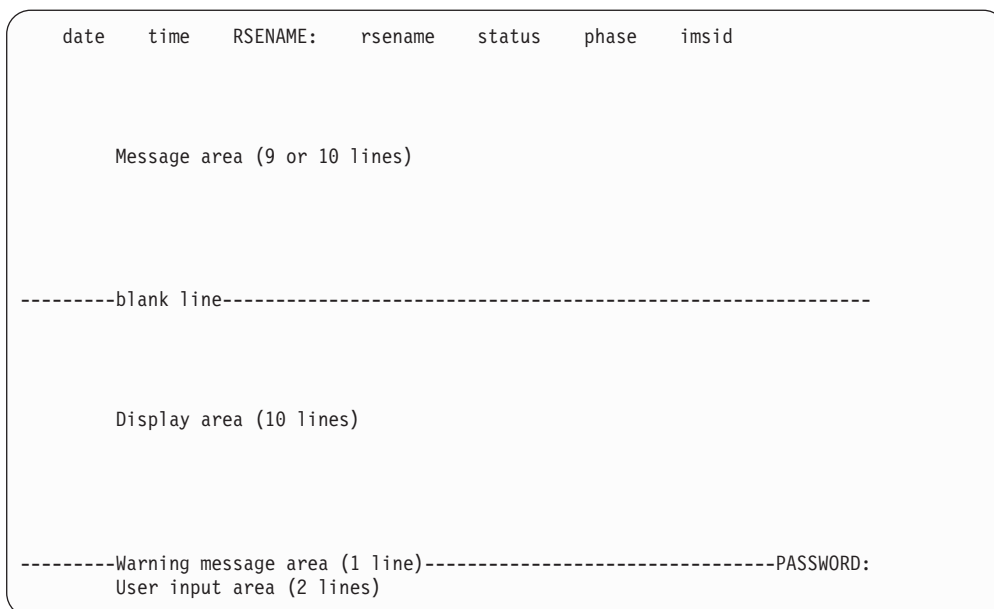 date time RSENAME: rsename status phase imsid
Message area (9 or 10 lines)
---------blank line-------------------------------------------------------------
Display area (10 lines)
---------Warning message area (1 line)---------------------------------PASSWORD:
User input area (2 lines)